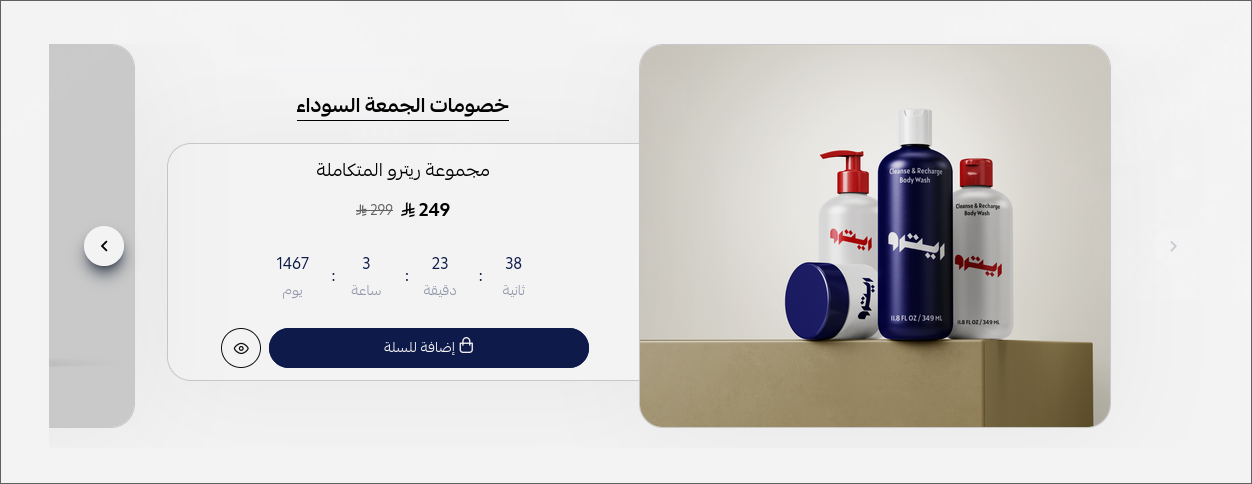 خصومات الجمعة السوداء
مجموعة ريترو المتكاملة
249 299
38 : 23 : 3 : 1467
ثانية دقيقة ساعة يوم
إضافة للسلة
Cleanse & Recharge
Body Wash
ريترو
11.8 FL OZ / 349 ML
Cleanse & Recharge
Body Wash
ريترو
11.8 FL OZ / 349 ML
ريترو
ريترو